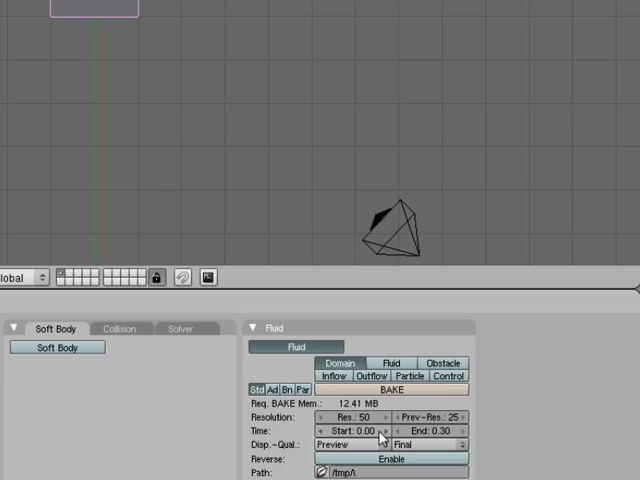 lobal
Soft Body Collision Solver
Fluid
Soft Body
Fluid
Domain Fluid Obstacle
Inflow Outflow Particle Control
Std Ad Bn Par BAKE
Req. BAKE Mem.: 12.41 MB
Resolution: Res.: 50 Prev-Res.: 25
Time: Start: 0.00 End: 0.30
Disp.-Qual.: Preview Final
Reverse: Enable
Path: /tmp/\